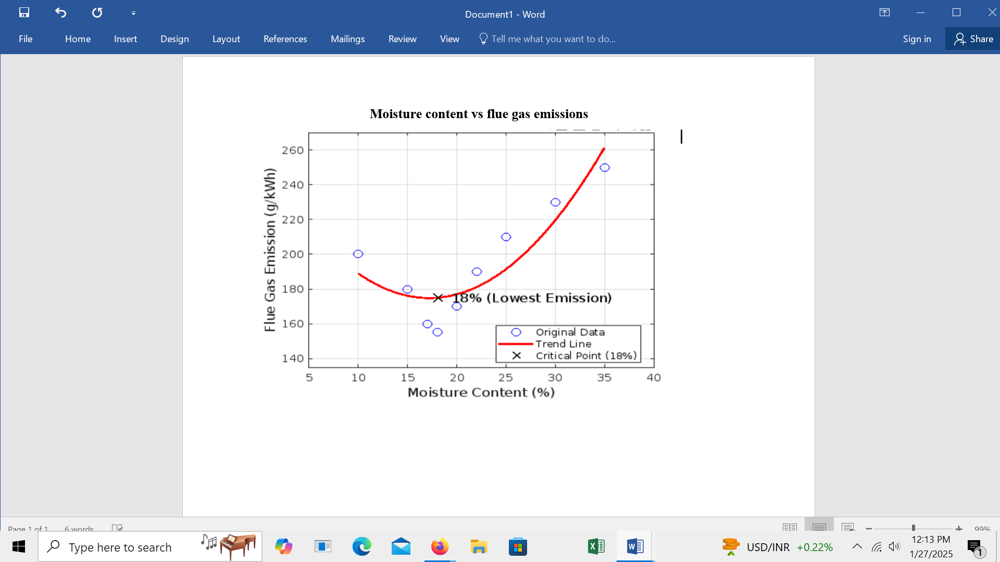 Document1 - Word
File Home Insert Design Layout References Mailings Review View Tell me what you want to do... Sign in Share
Moisture content vs flue gas emissions
260
240
220
200
180
160
140
Flue Gas Emission (g/kWh)
18% (Lowest Emission)
Original Data
Trend Line
Critical Point (18%)
5 10 15 20 25 30 35 40
Moisture Content (%)
Page 1 of 1 6 words 99%
Type here to search
USD/INR +0.22%
12:13 PM
1/27/2025
1